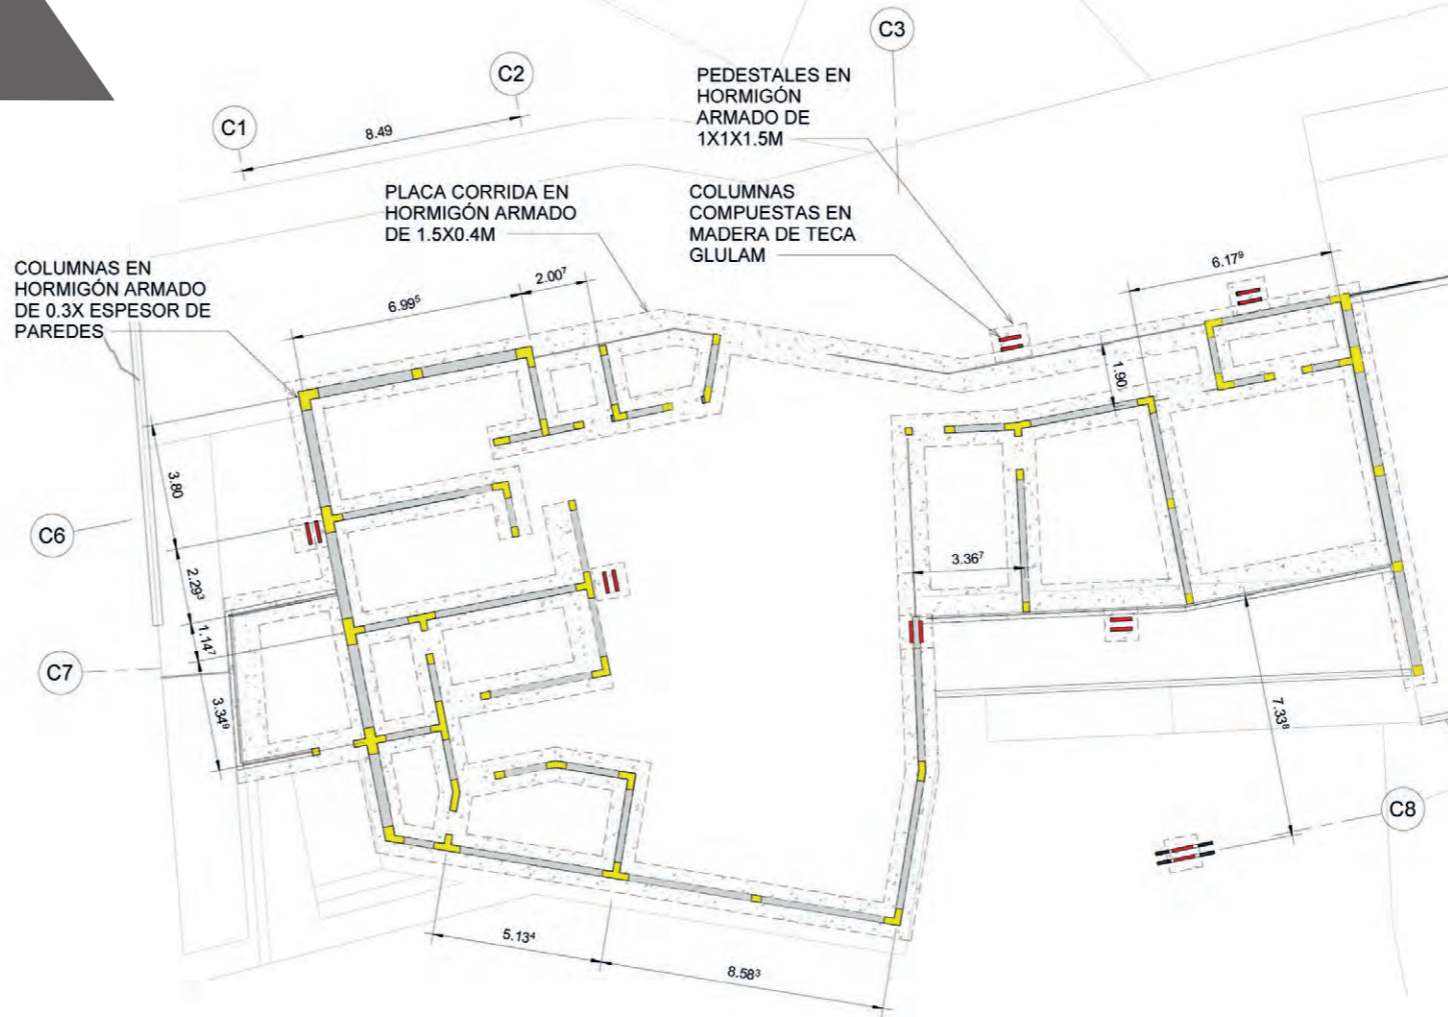 C3
C2
C1
8.49
PEDESTALES EN
HORMIGÓN
ARMADO DE
1X1X1.5M
PLACA CORRIDA EN
HORMIGÓN ARMADO
DE 1.5X0.4M
COLUMNAS
COMPUESTAS EN
MADERA DE TECA
GLULAM
COLUMNAS EN
HORMIGÓN ARMADO
DE 0.3X ESPESOR DE
PAREDES
6.99⁵
2.00⁷
6.17⁹
1.90
3.80
C6
2.29³
3.36⁷
1.14⁷
C7
3.34⁹
7.33⁸
C8
5.13⁴
8.58³